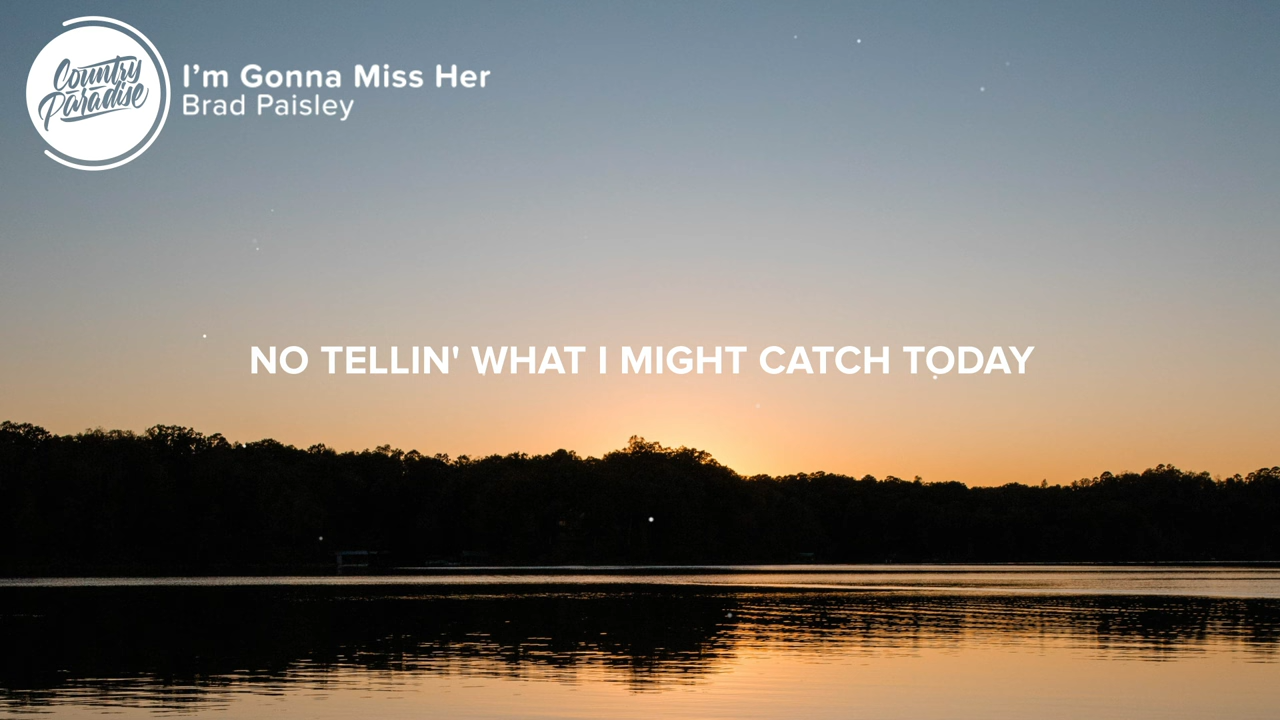 Country
Paradise
I’m Gonna Miss Her
Brad Paisley
NO TELLIN' WHAT I MIGHT CATCH TODAY